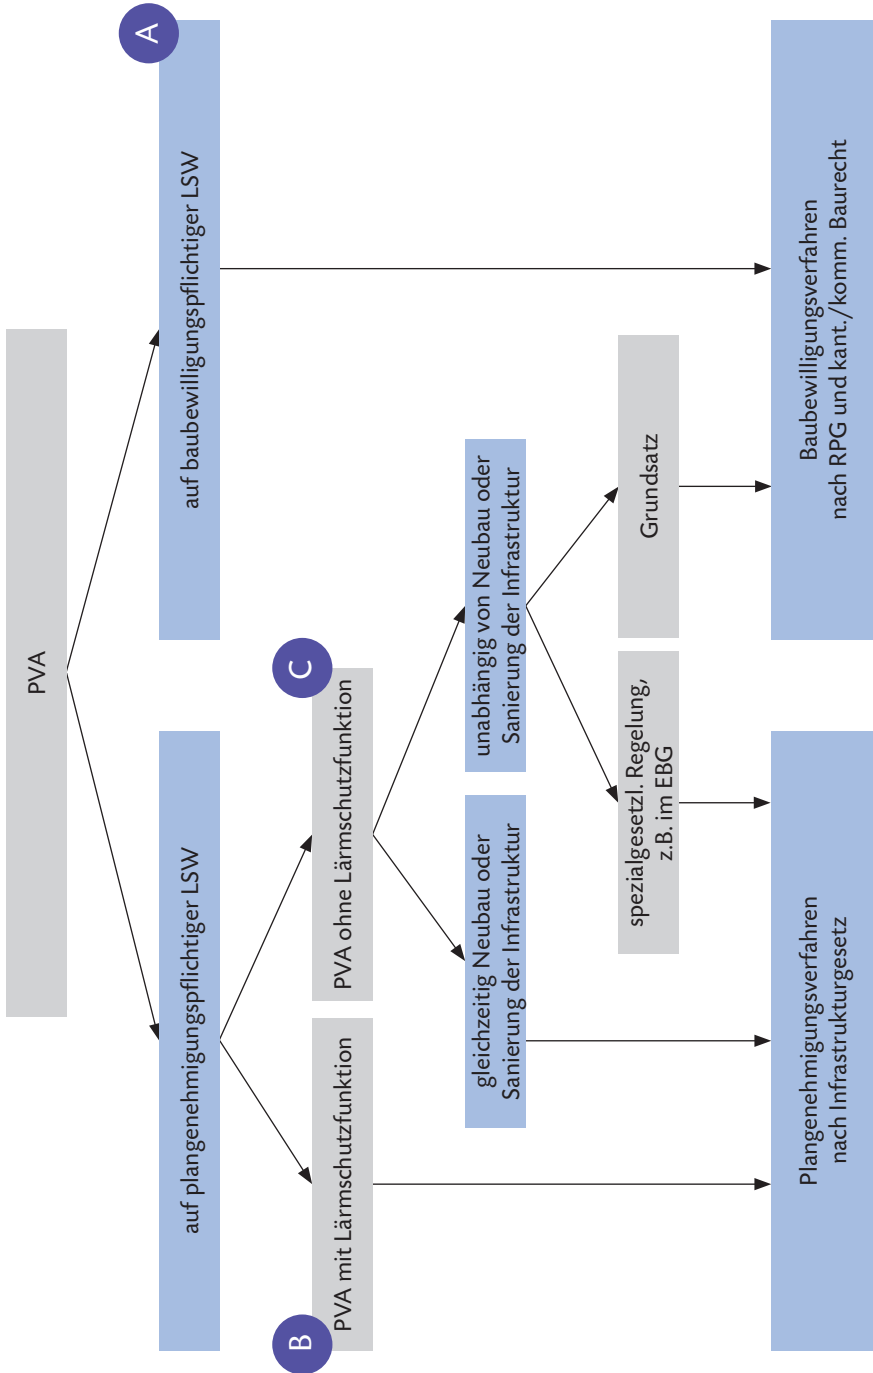 PVA
auf plangenehmigungspflichtiger LSW
A
auf baubewilligungspflichtiger LSW
B
PVA mit Lärmschutzfunktion
C
PVA ohne Lärmschutzfunktion
gleichzeitig Neubau oder
Sanierung der Infrastruktur
unabhängig von Neubau oder
Sanierung der Infrastruktur
spezialgesetzl. Regelung,
z.B. im EBG
Grundsatz
Plangenehmigungsverfahren
nach Infrastrukturgesetz
Baubewilligungsverfahren
nach RPG und kant./komm. Baurecht